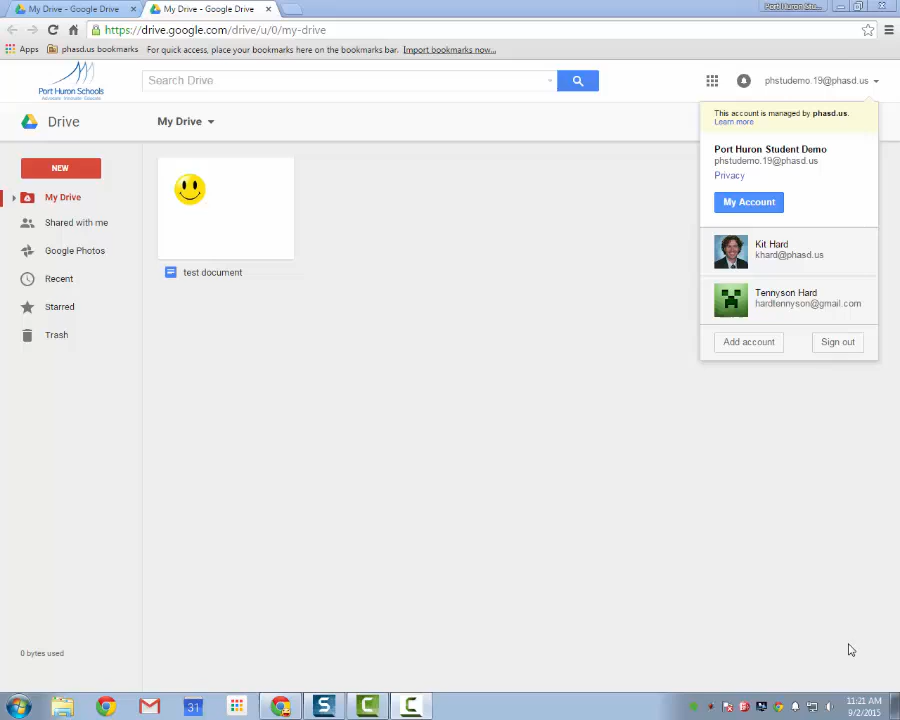 My Drive - Google Drive
My Drive - Google Drive
Port Huron Stu...
https://drive.google.com/drive/u/0/my-drive
Apps
phasd.us bookmarks
For quick access, place your bookmarks here on the bookmarks bar.
Import bookmarks now...
Port Huron Schools
Search Drive
phstudemo.19@phasd.us
Drive
My Drive
This account is managed by phasd.us.
Learn more
Port Huron Student Demo
phstudemo.19@phasd.us
Privacy
My Account
Kit Hard
khard@phasd.us
Tennyson Hard
hardtennyson@gmail.com
Add account
Sign out
NEW
My Drive
Shared with me
Google Photos
Recent
Starred
Trash
test document
0 bytes used
31
S
C
C
11:21 AM
9/2/2015